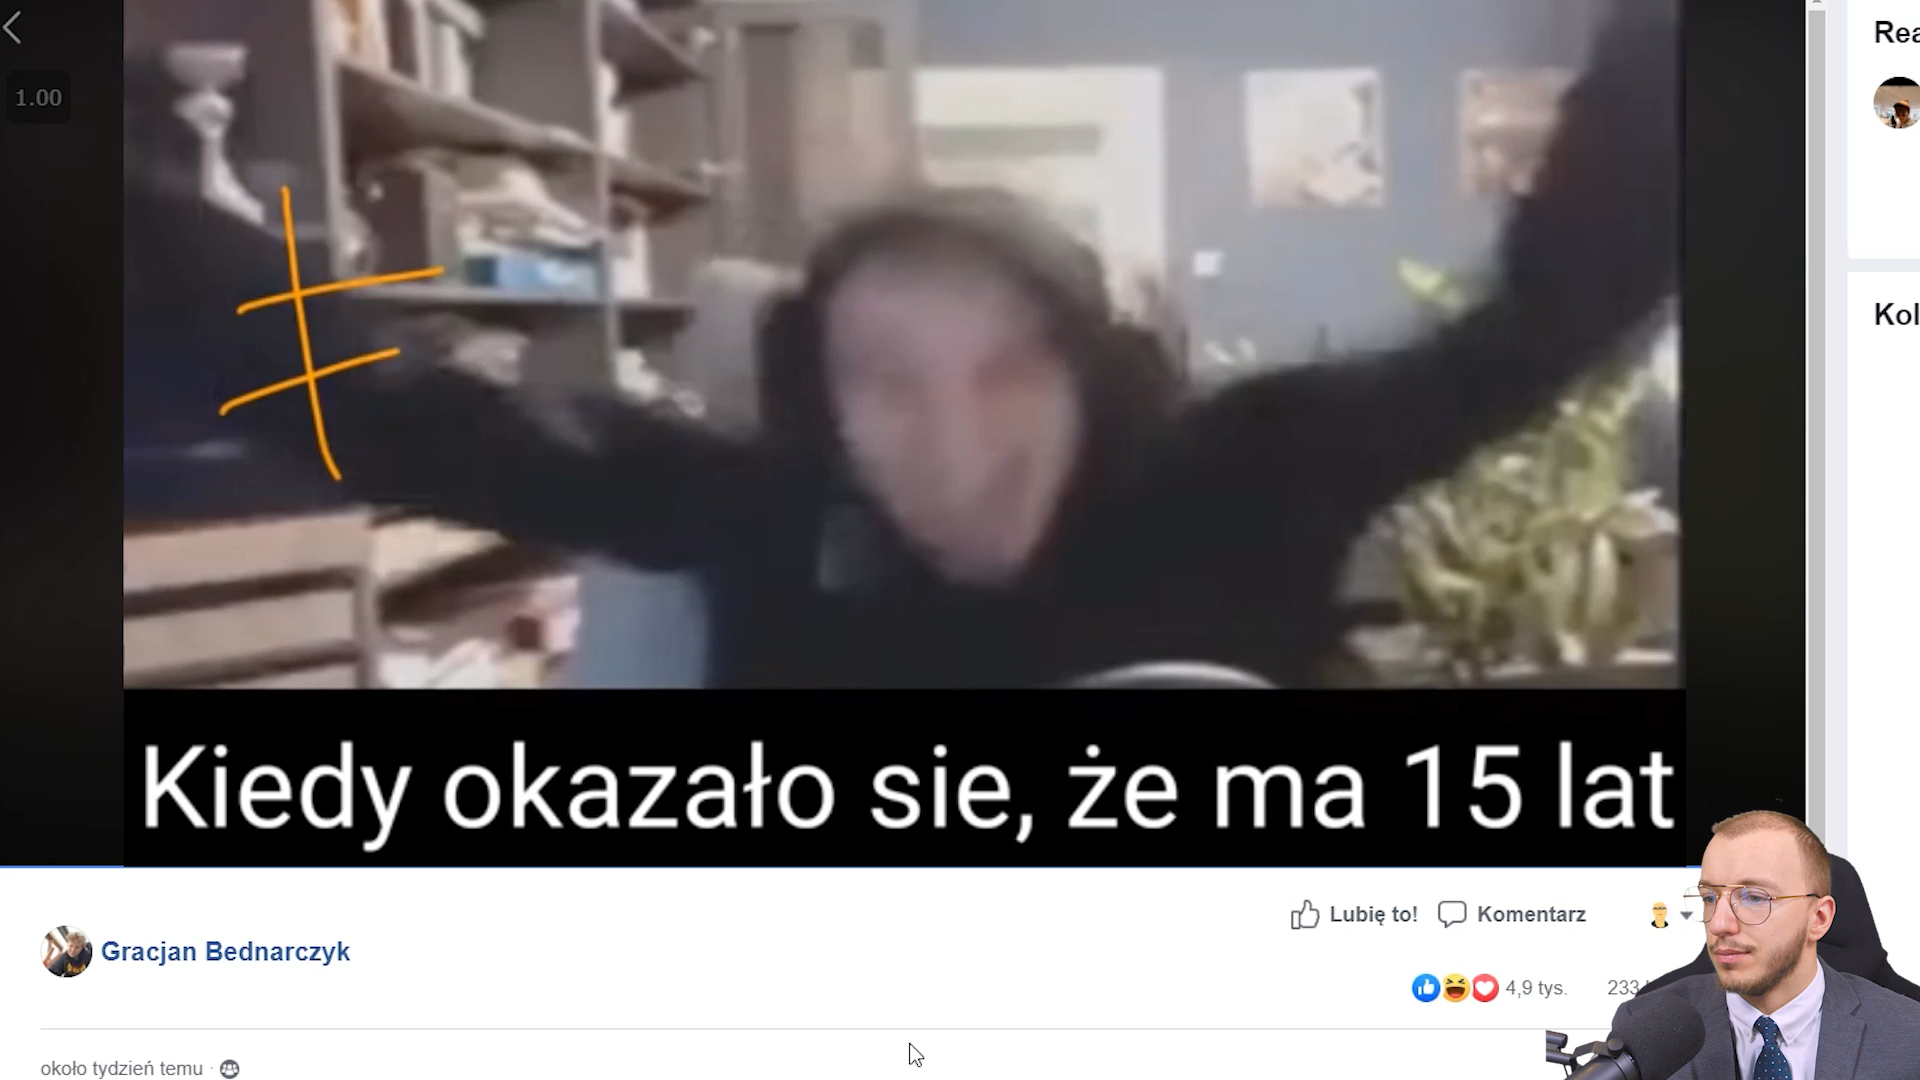 1.00
Rea
Kol
Kiedy okazało sie, że ma 15 lat
Lubię to! Komentarz
Gracjan Bednarczyk
4,9 tys. 233
około tydzień temu ·